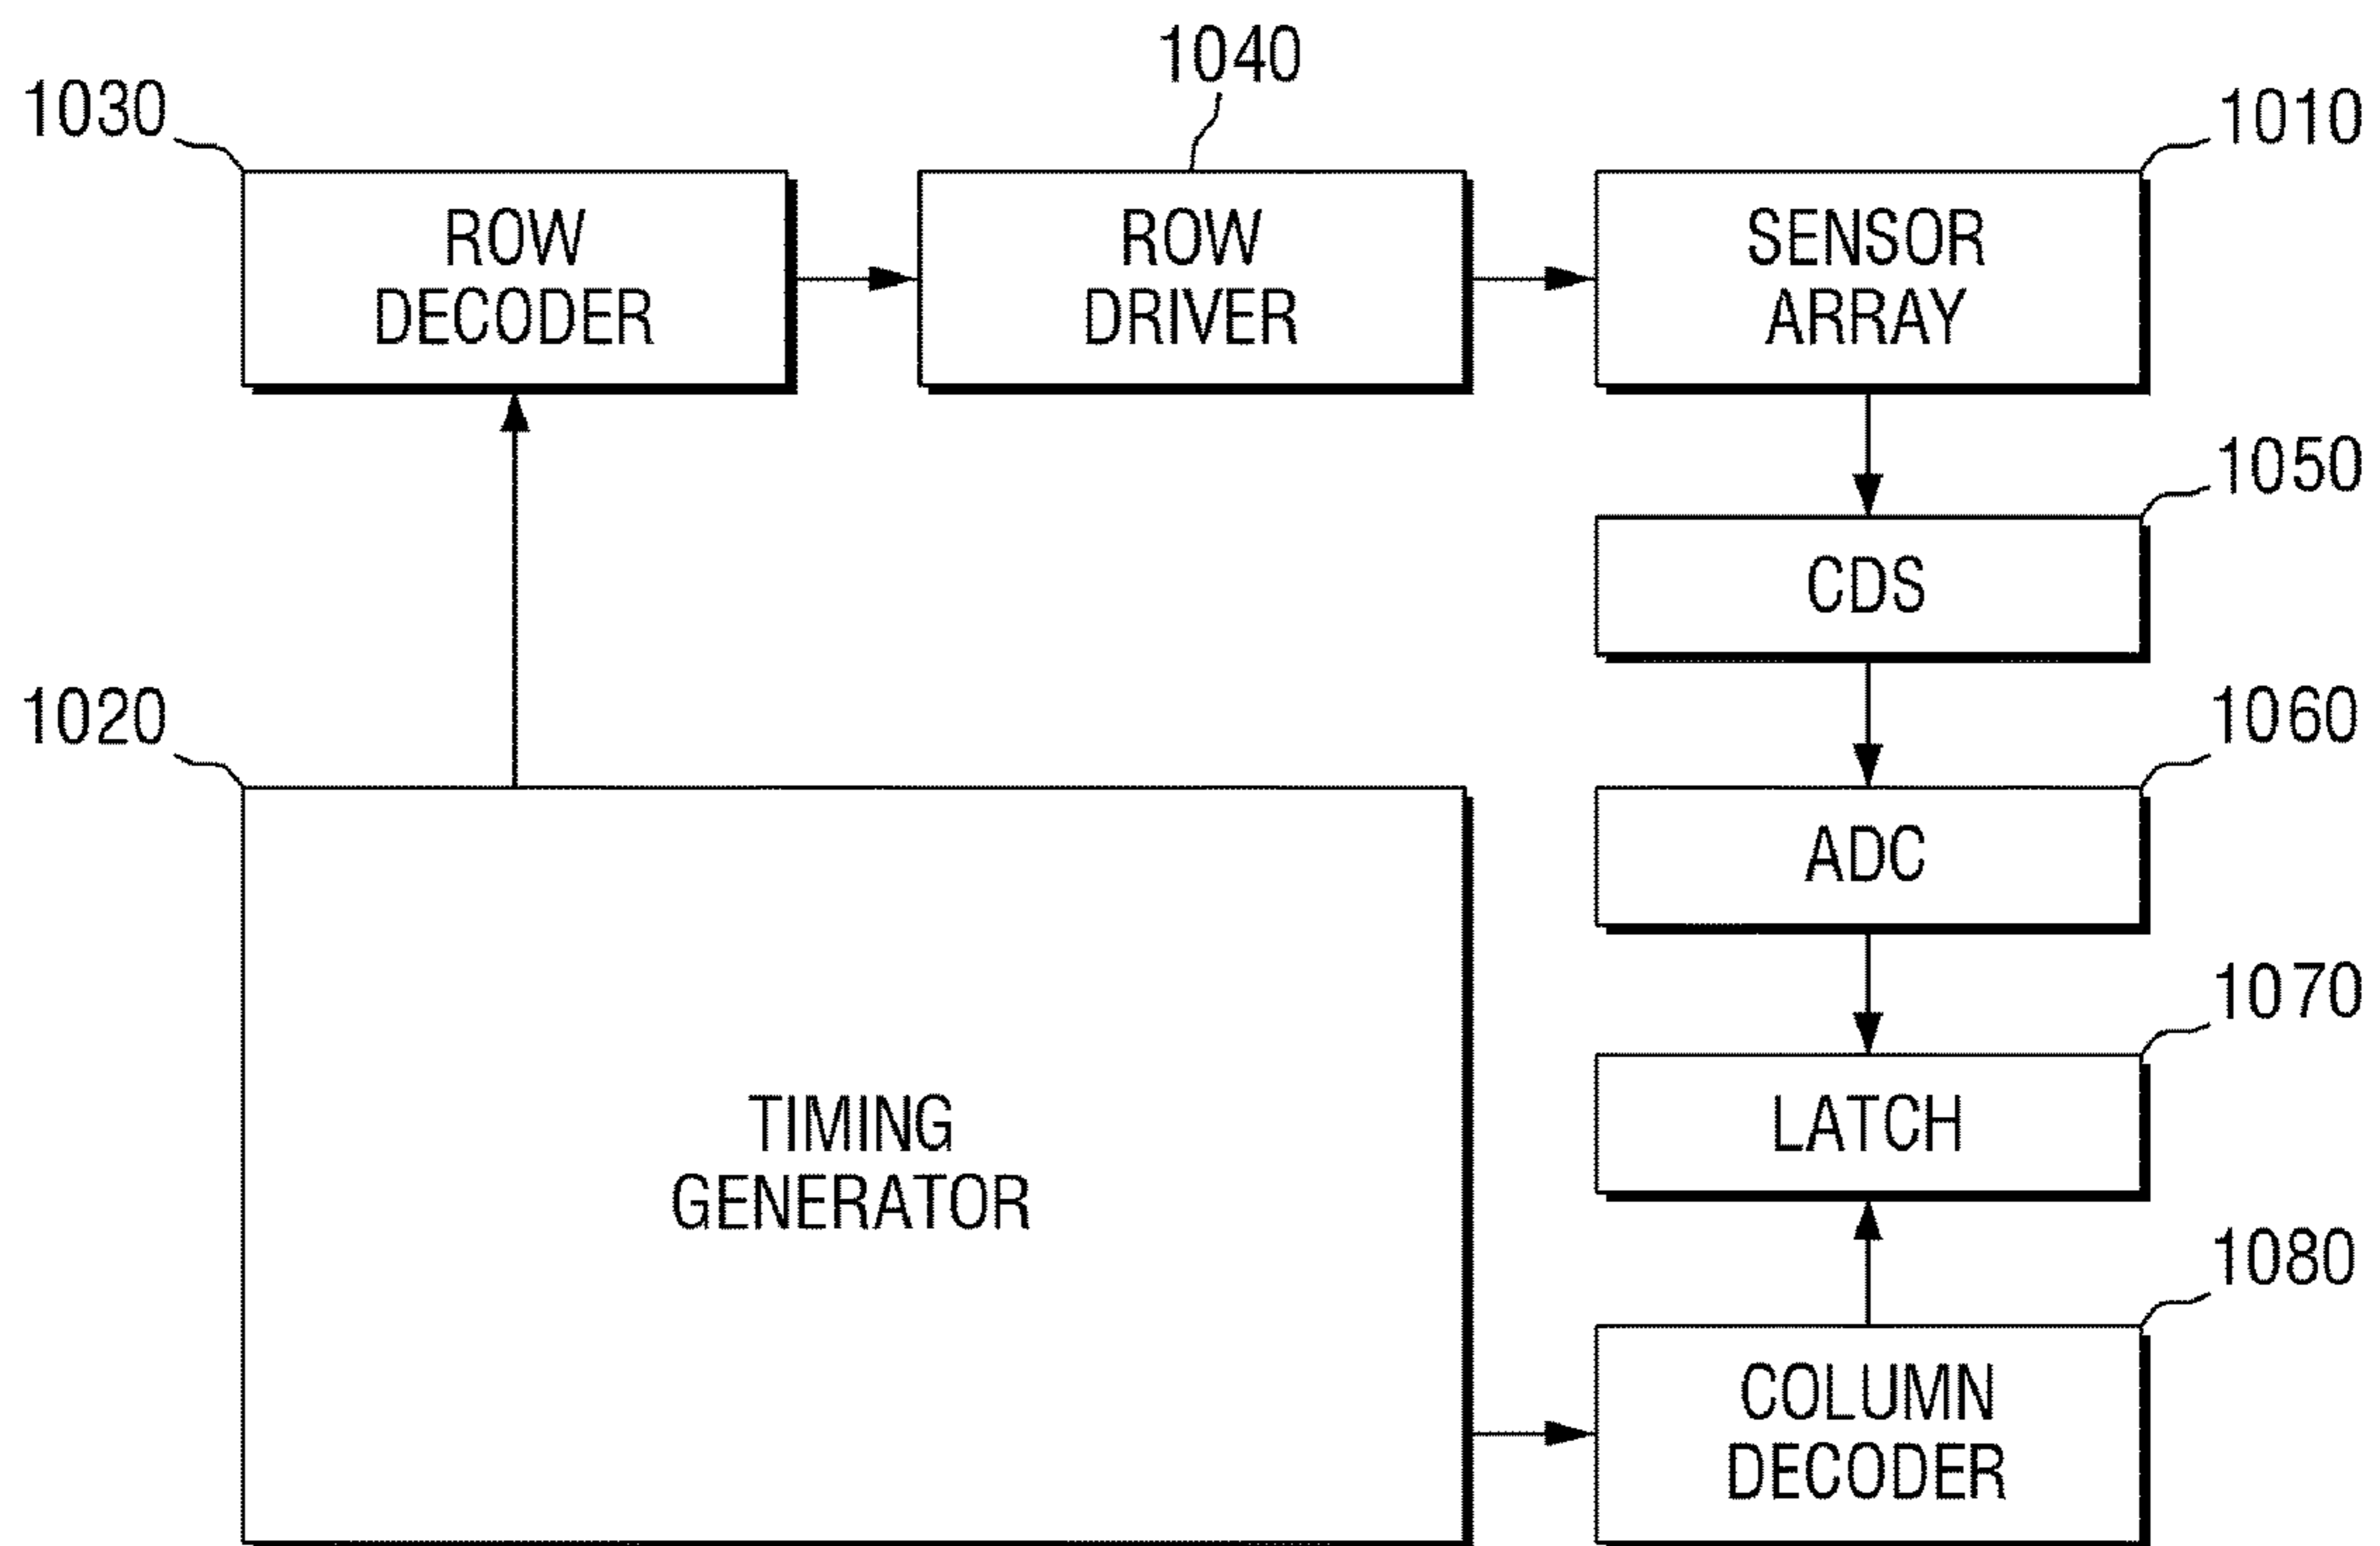 1040
1030
1010
ROW
DECODER
ROW
DRIVER
SENSOR
ARRAY
1050
CDS
1020
1060
ADC
1070
TIMING
GENERATOR
LATCH
1080
COLUMN
DECODER